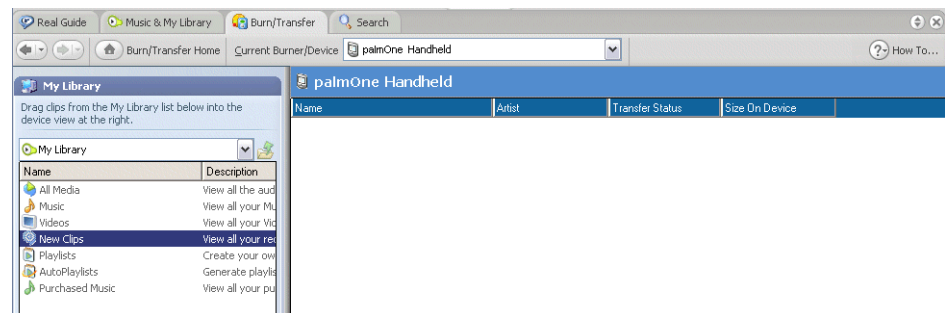 Real Guide Music & My Library Burn/Transfer Search
Burn/Transfer Home Current Burner/Device palmOne Handheld How To...
My Library
palmOne Handheld
Drag clips from the My Library list below into the
device view at the right.
Name Artist Transfer Status Size On Device
My Library
Name Description
All Media View all the aud
Music View all your Mu
Videos View all your Vid
New Clips View all your rec
Playlists Create your ow
AutoPlaylists Generate playlis
Purchased Music View all your pu